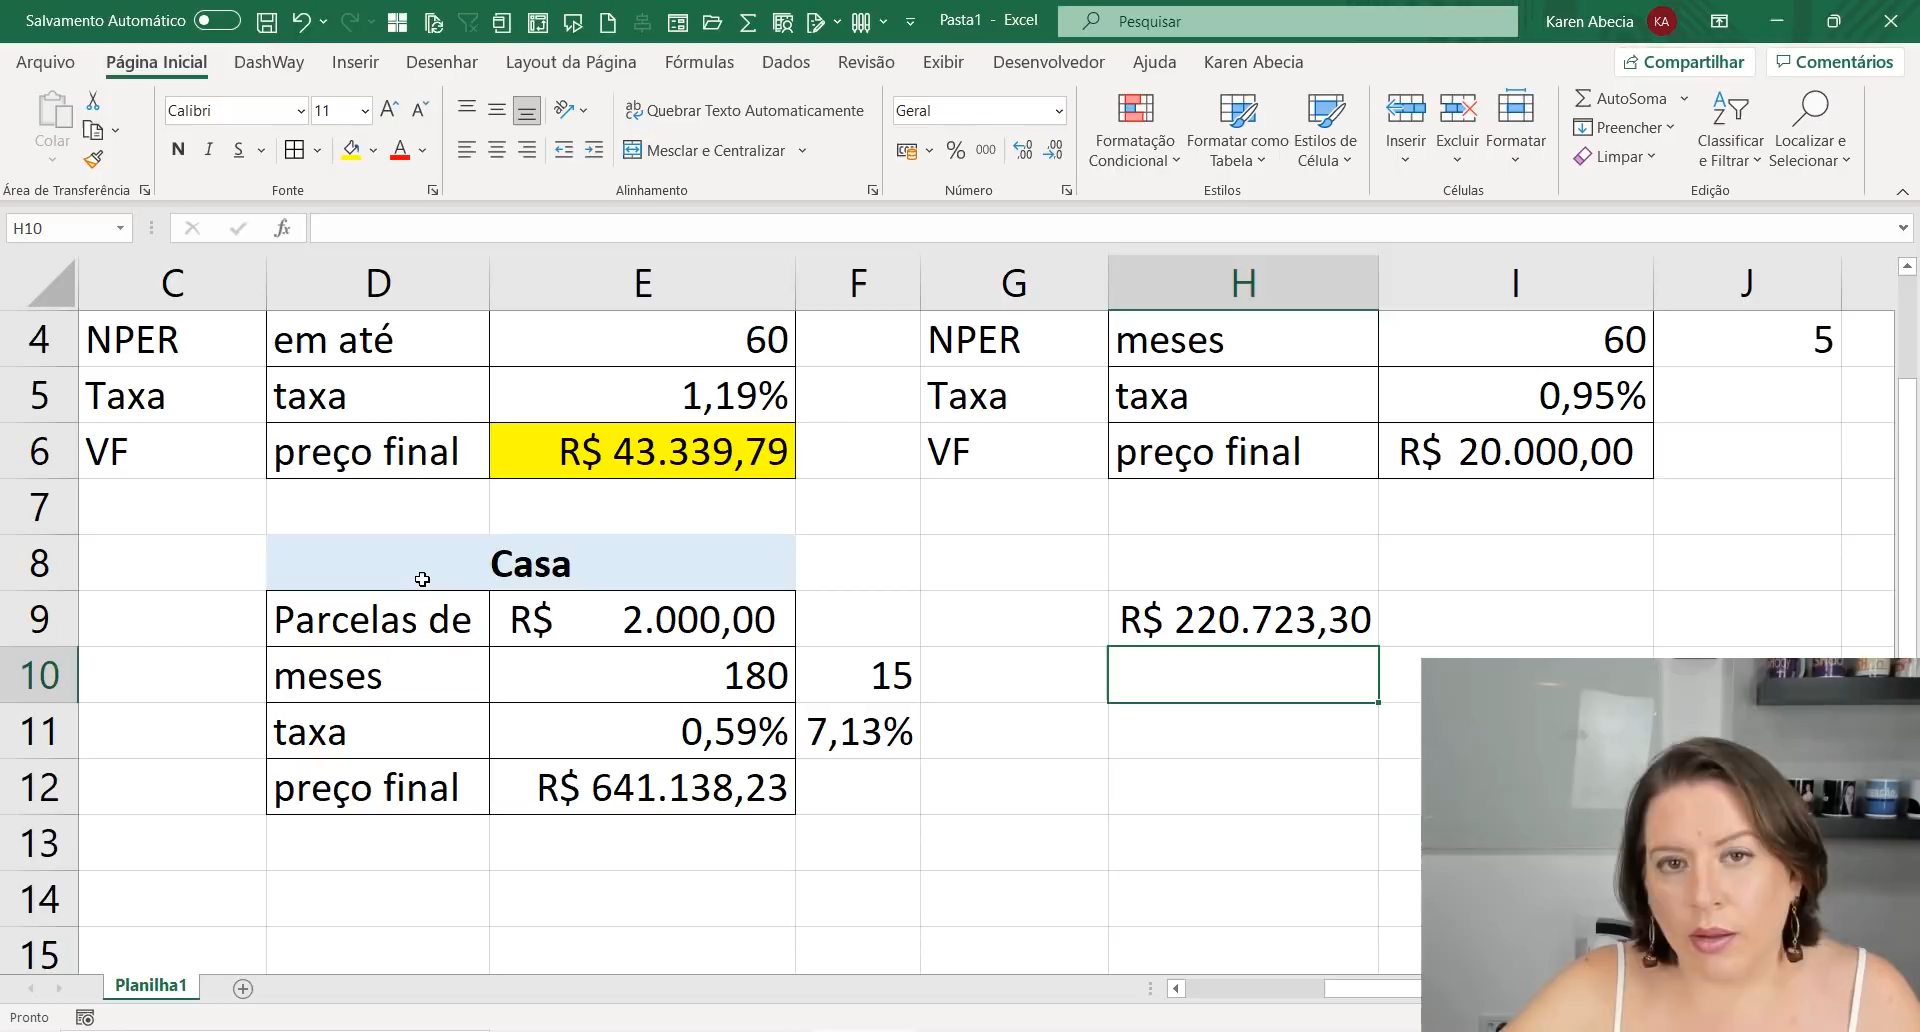 Salvamento Automático
Pasta1 - Excel
Pesquisar
Karen Abecia
KA
Arquivo
Página Inicial
DashWay
Inserir
Desenhar
Layout da Página
Fórmulas
Dados
Revisão
Exibir
Desenvolvedor
Ajuda
Karen Abecia
Compartilhar
Comentários
Colar
Área de Transferência
Calibri
11
N I S
A
Fonte
ab Quebrar Texto Automaticamente
Mesclar e Centralizar
Alinhamento
Geral
% 000
Número
Formatação Condicional
Formatar como Tabela
Estilos de Célula
Estilos
Inserir
Excluir
Formatar
Células
AutoSoma
Preencher
Limpar
Classificar e Filtrar
Localizar e Selecionar
Edição
H10
fx
C D E F G H I J
4 NPER em até 60 NPER meses 60 5
5 Taxa taxa 1,19% Taxa taxa 0,95%
6 VF preço final R$ 43.339,79 VF preço final R$ 20.000,00
7
8 Casa
9 Parcelas de R$ 2.000,00 R$ 220.723,30
10 meses 180 15
11 taxa 0,59% 7,13%
12 preço final R$ 641.138,23
13
14
15
Planilha1
Pronto